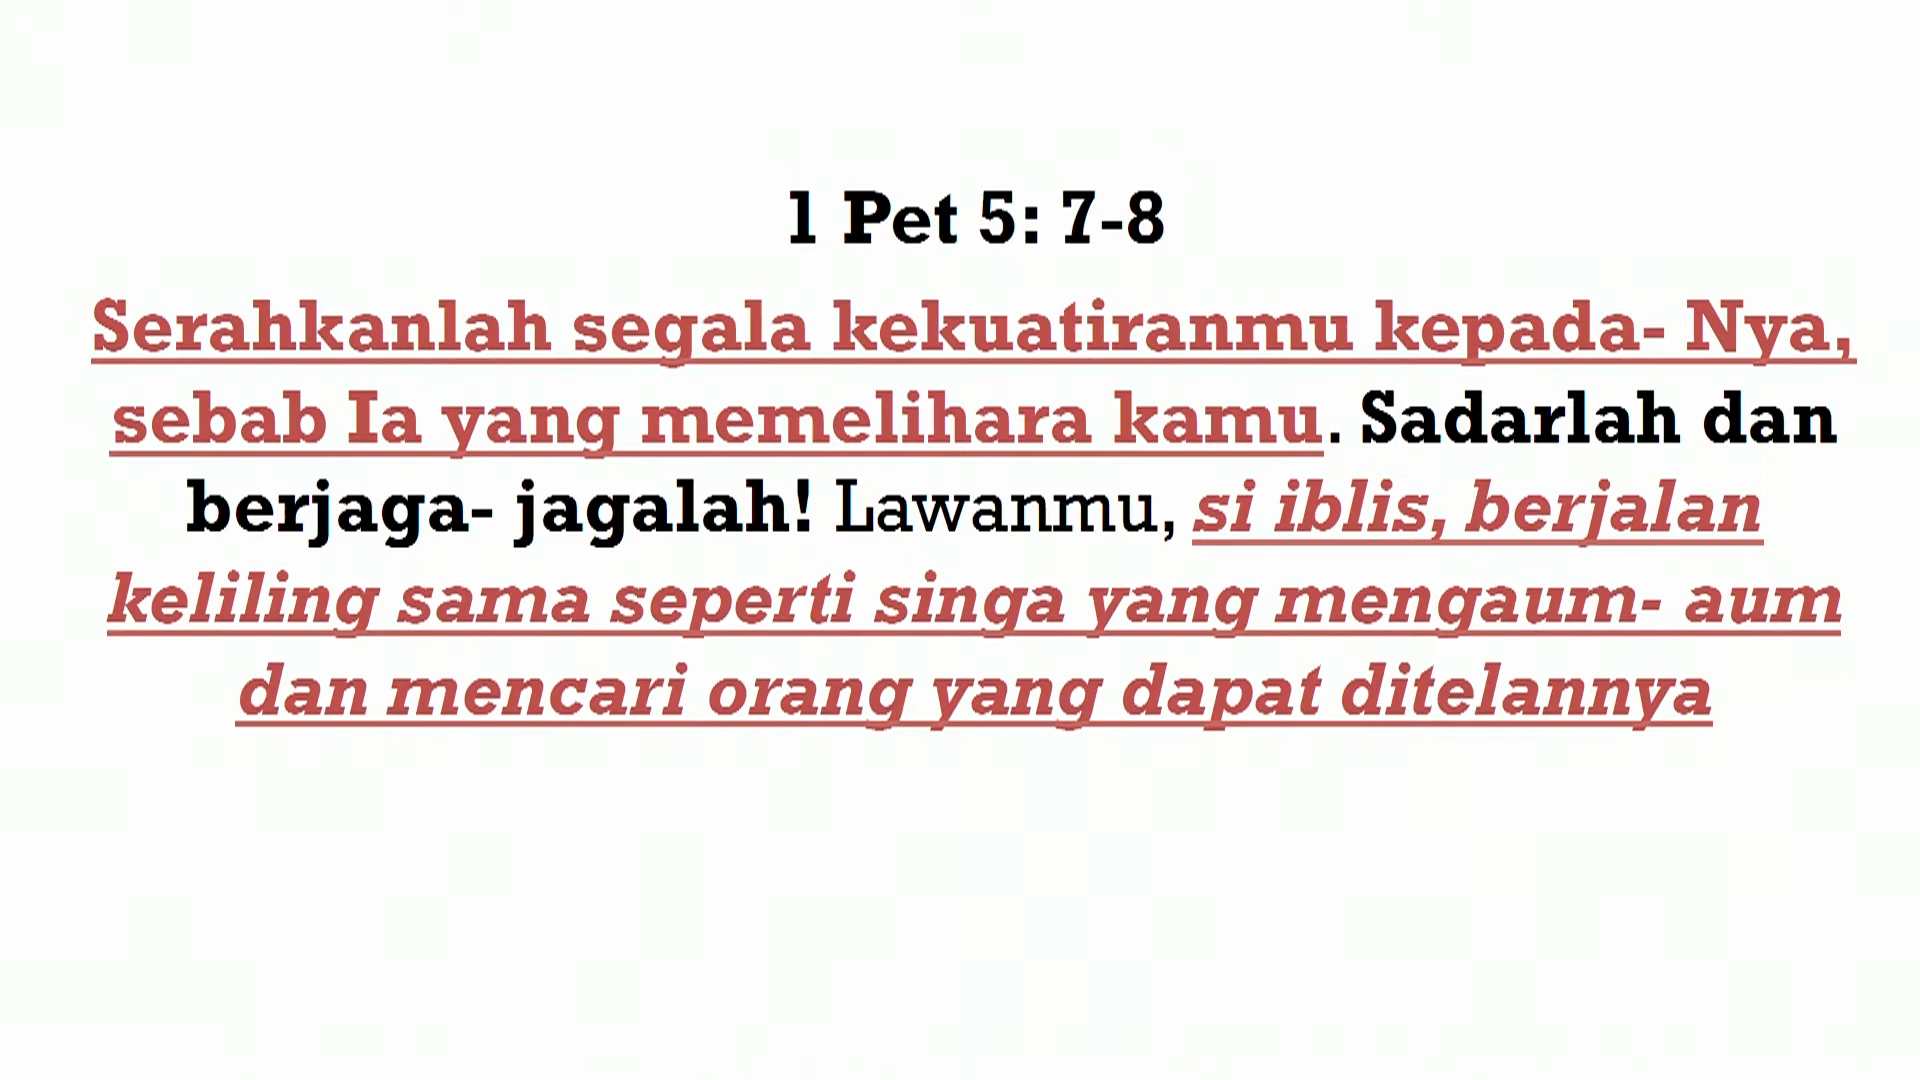 1 Pet 5: 7-8
Serahkanlah segala kekuatiranmu kepada- Nya,
sebab Ia yang memelihara kamu. Sadarlah dan
berjaga- jagalah! Lawanmu, si iblis, berjalan
keliling sama seperti singa yang mengaum- aum
dan mencari orang yang dapat ditelannya